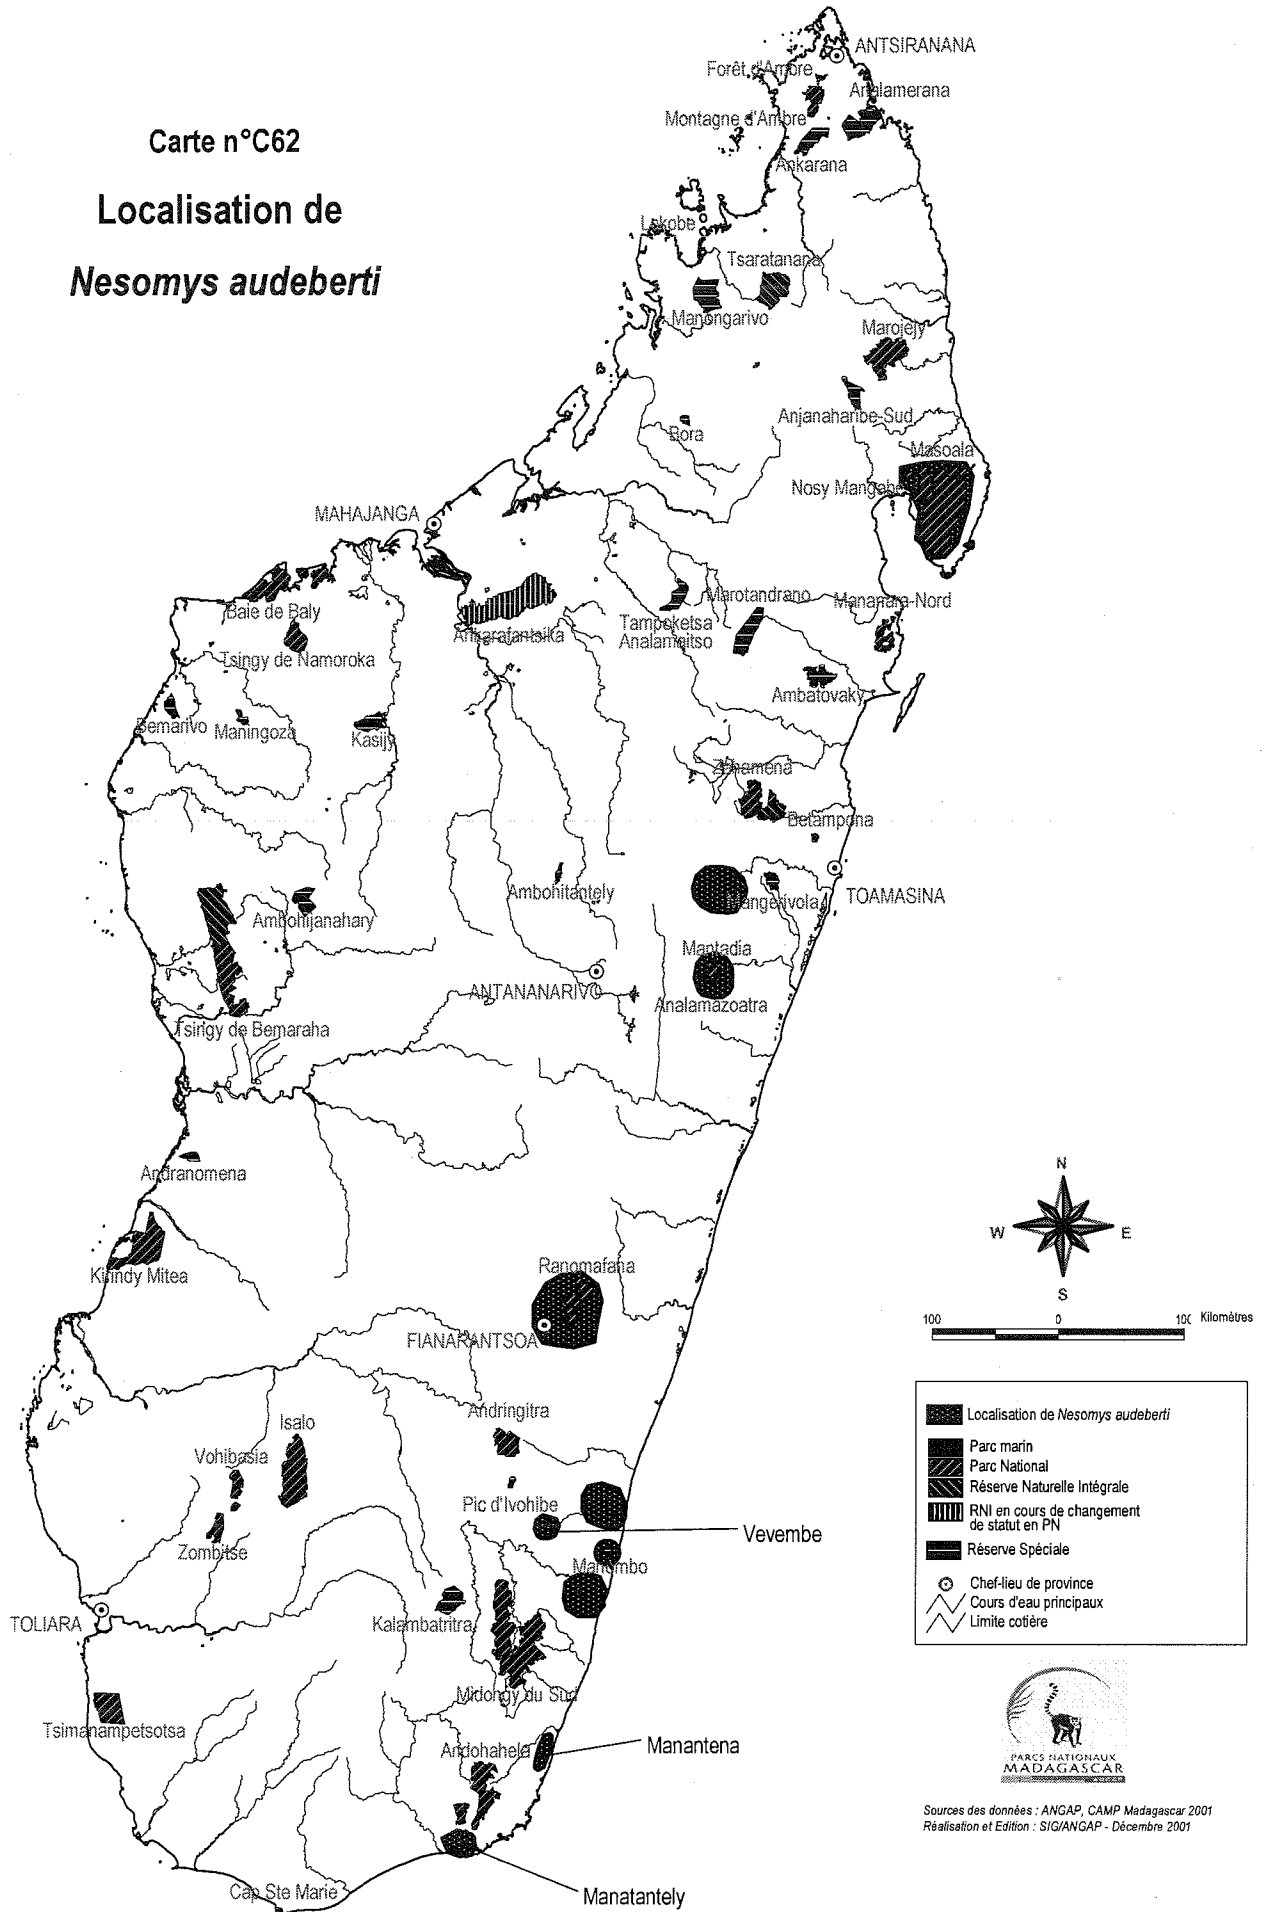 Carte n°C62
Localisation de
Nesomys audeberti
ANTSIRANANA
Forêt d'Ambre
Analamerana
Montagne d'Ambre
Ankarana
Lokobe
Tsaratanana
Manongarivo
Marojejy
Anjanaharibe-Sud
Bora
Masoala
Nosy Mangabe
MAHAJANGA
Baie de Baly
Ankarafantsika
Marotandrano
Mananara-Nord
Tampoketsa
Analamaitso
Tsingy de Namoroka
Ambatovaky
Bemarivo
Maningoza
Kasijy
Zahamena
Betampona
Ambohitantely
Mangerivola
TOAMASINA
Ambohijanahary
Mantadia
ANTANANARIVO
Analamazoatra
Tsingy de Bemaraha
Andranomena
N
W
E
S
Kirindy Mitea
Ranomafana
FIANARANTSOA
100
0
10
Kilomètres
Localisation de Nesomys audeberti
Parc marin
Parc National
Réserve Naturelle Intégrale
RNI en cours de changement
de statut en PN
Réserve Spéciale
Chef-lieu de province
Cours d'eau principaux
Limite cotière
Andringitra
Isalo
Vohibasia
Pic d'Ivohibe
Vevembe
Zombitse
Manombo
TOLIARA
Kalambatritra
Midongy du Sud
Tsimanampetsotsa
Manantena
Andohahela
PARCS NATIONAUX
MADAGASCAR
Sources des données : ANGAP, CAMP Madagascar 2001
Réalisation et Edition : SIG/ANGAP - Décembre 2001
Cap Ste Marie
Manatantely